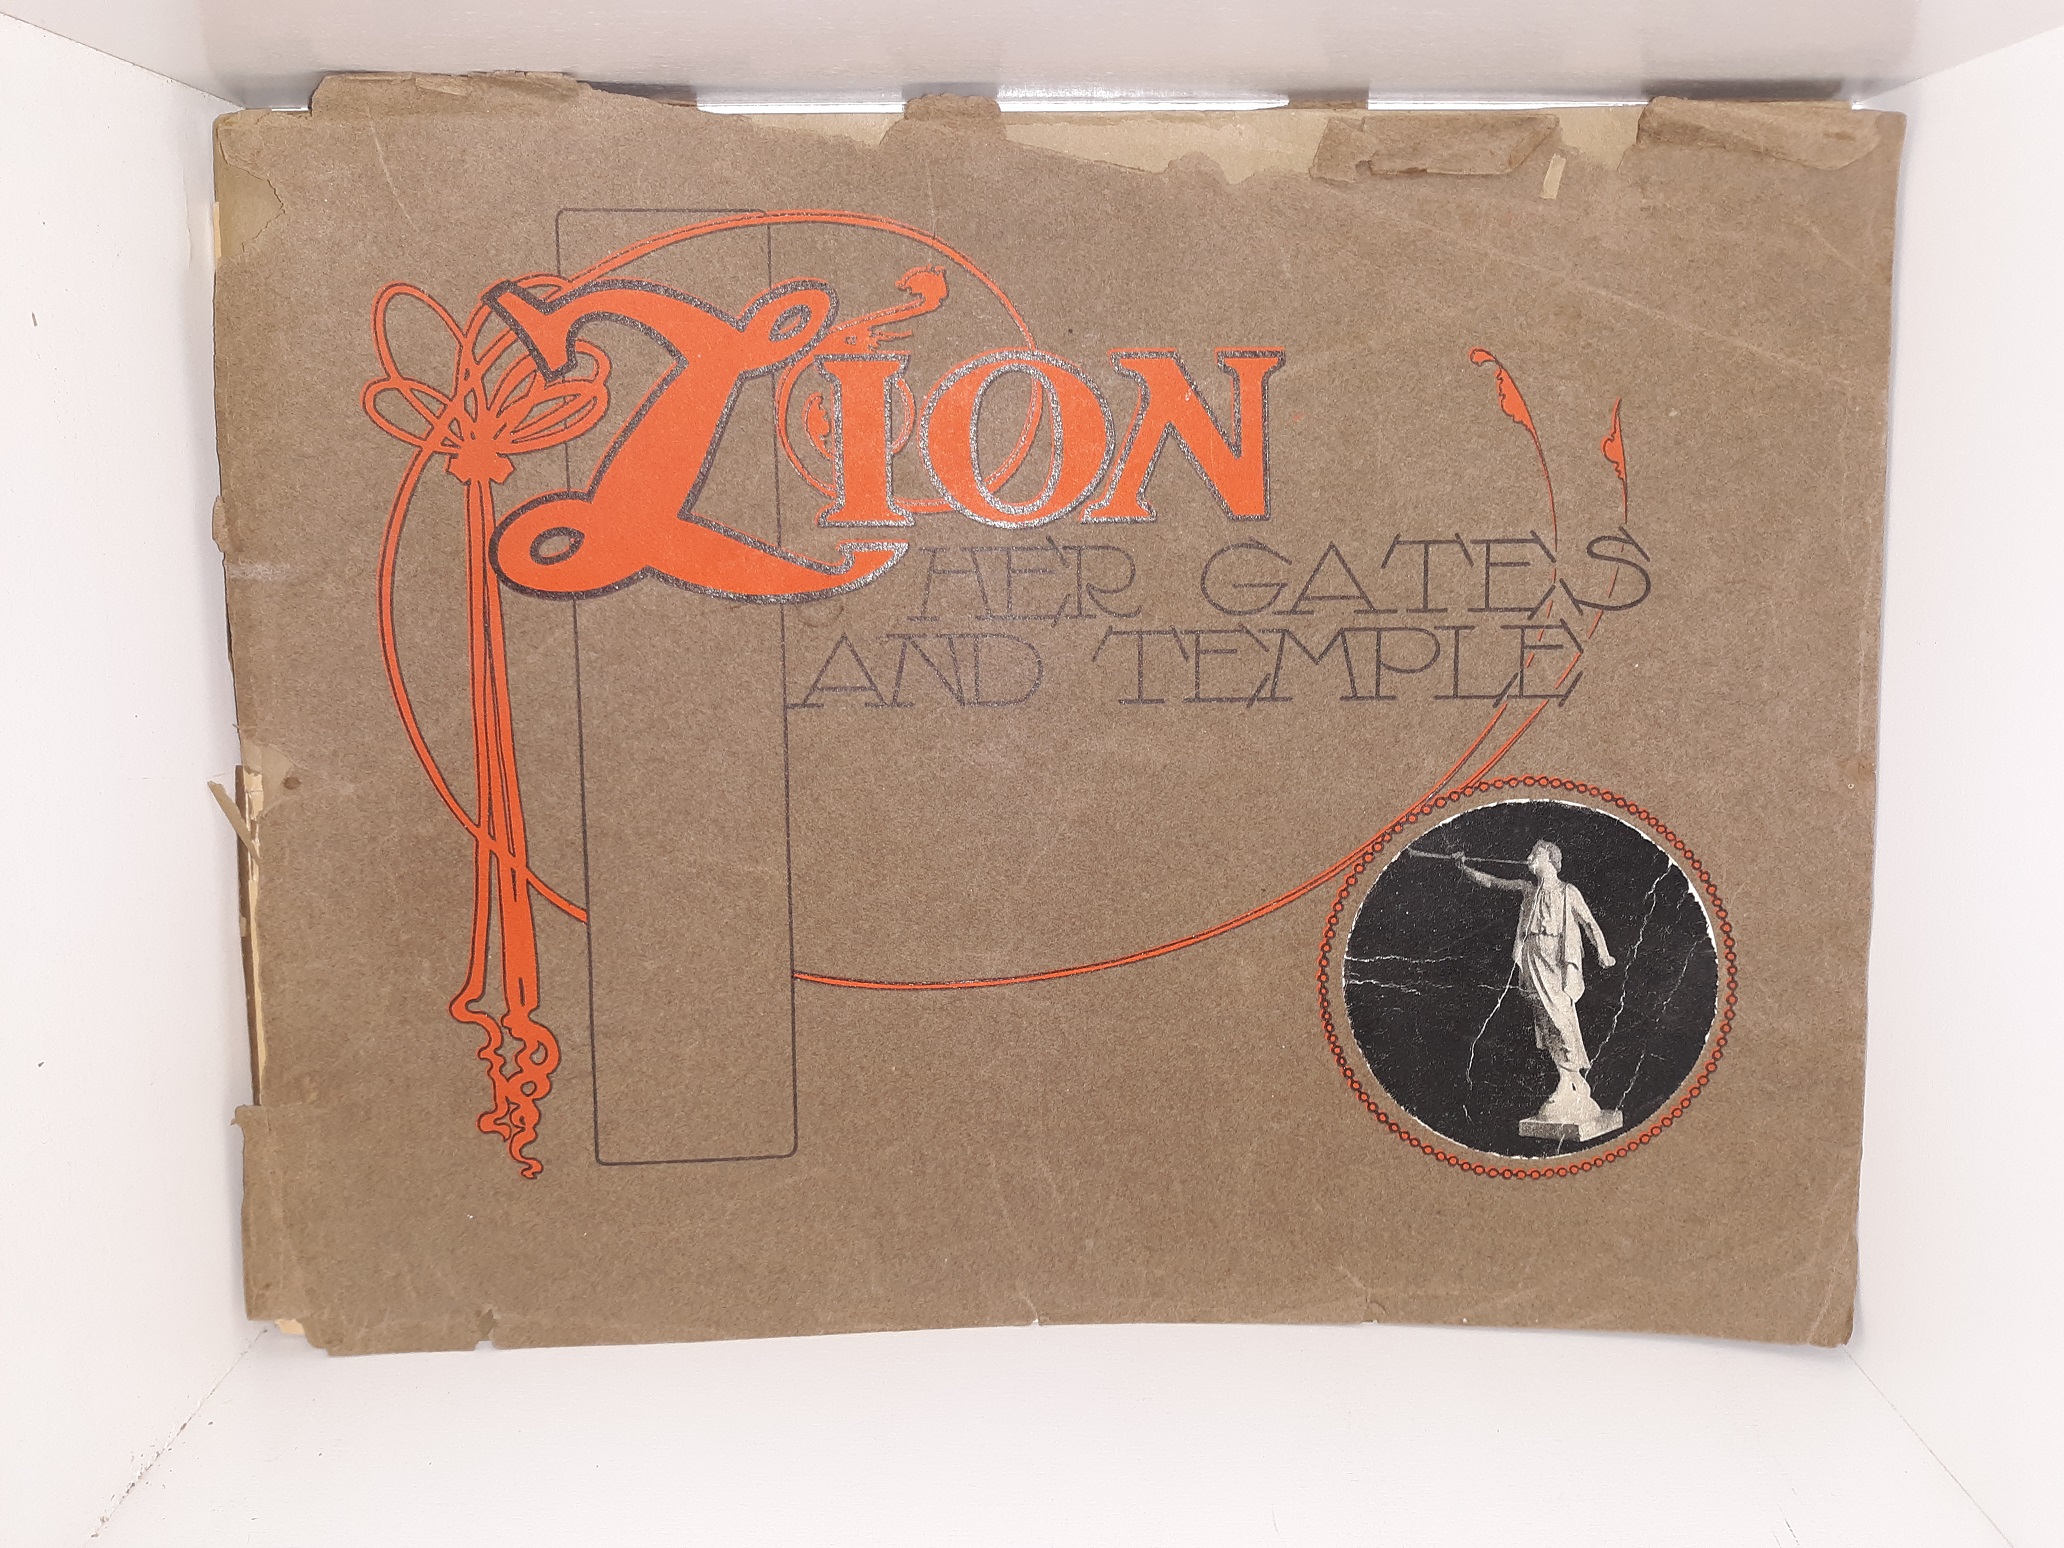 ZION
HER GATES
AND TEMPLE